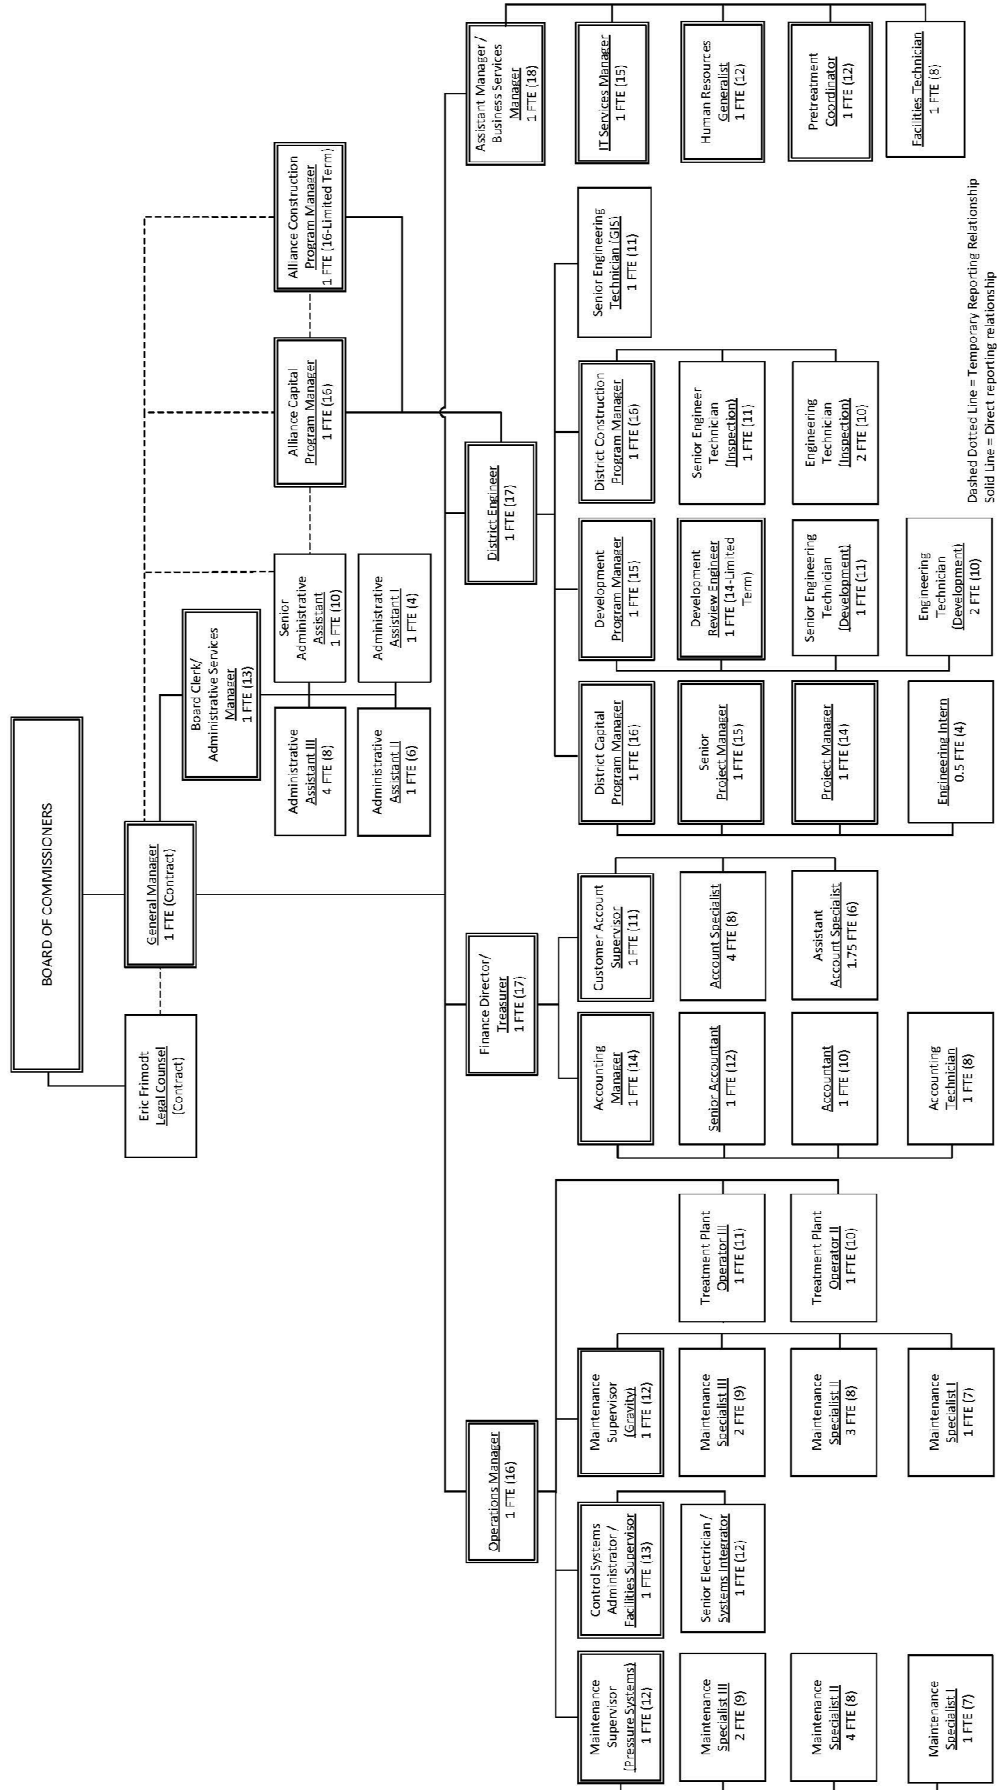 BOARD OF COMMISSIONERS
Eric Frimodt
Legal Counsel
(Contract)
General Manager
1 FTE (Contract)
Board Clerk/
Administrative Services
Manager
1 FTE (13)
Administrative
Assistant III
4 FTE (8)
Senior
Administrative
Assistant
1 FTE (10)
Administrative
Assistant II
1 FTE (6)
Administrative
Assistant I
1 FTE (4)
Alliance Capital
Program Manager
1 FTE (16)
Alliance Construction
Program Manager
1 FTE (16-Limited Term)
Operations Manager
1 FTE (16)
Finance Director/
Treasurer
1 FTE (17)
District Engineer
1 FTE (17)
Assistant Manager /
Business Services
Manager
1 FTE (18)
Maintenance
Supervisor
(Pressure Systems)
1 FTE (12)
Maintenance
Specialist III
2 FTE (9)
Maintenance
Specialist II
4 FTE (8)
Maintenance
Specialist I
1 FTE (7)
Control Systems
Administrator /
Facilities Supervisor
1 FTE (13)
Senior Electrician /
Systems Integrator
1 FTE (12)
Maintenance
Supervisor
(Gravity)
1 FTE (12)
Maintenance
Specialist III
2 FTE (9)
Maintenance
Specialist II
3 FTE (8)
Maintenance
Specialist I
1 FTE (7)
Treatment Plant
Operator III
1 FTE (11)
Treatment Plant
Operator II
1 FTE (10)
Accounting
Manager
1 FTE (14)
Senior Accountant
1 FTE (12)
Accountant
1 FTE (10)
Accounting
Technician
1 FTE (8)
Customer Account
Supervisor
1 FTE (11)
Account Specialist
4 FTE (8)
Assistant
Account Specialist
1.75 FTE (6)
District Capital
Program Manager
1 FTE (16)
Senior
Project Manager
1 FTE (15)
Project Manager
1 FTE (14)
Engineering Intern
0.5 FTE (4)
Development
Program Manager
1 FTE (15)
Development
Review Engineer
1 FTE (14-Limited
Term)
Senior Engineering
Technician
(Development)
1 FTE (11)
Engineering
Technician
(Development)
2 FTE (10)
District Construction
Program Manager
1 FTE (16)
Senior Engineer
Technician
(Inspection)
1 FTE (11)
Engineering
Technician
(Inspection)
2 FTE (10)
Senior Engineering
Technician (GIS)
1 FTE (11)
IT Services Manager
1 FTE (15)
Human Resources
Generalist
1 FTE (12)
Pretreatment
Coordinator
1 FTE (12)
Facilities Technician
1 FTE (8)
Dashed Dotted Line = Temporary Reporting Relationship
Solid Line = Direct reporting relationship